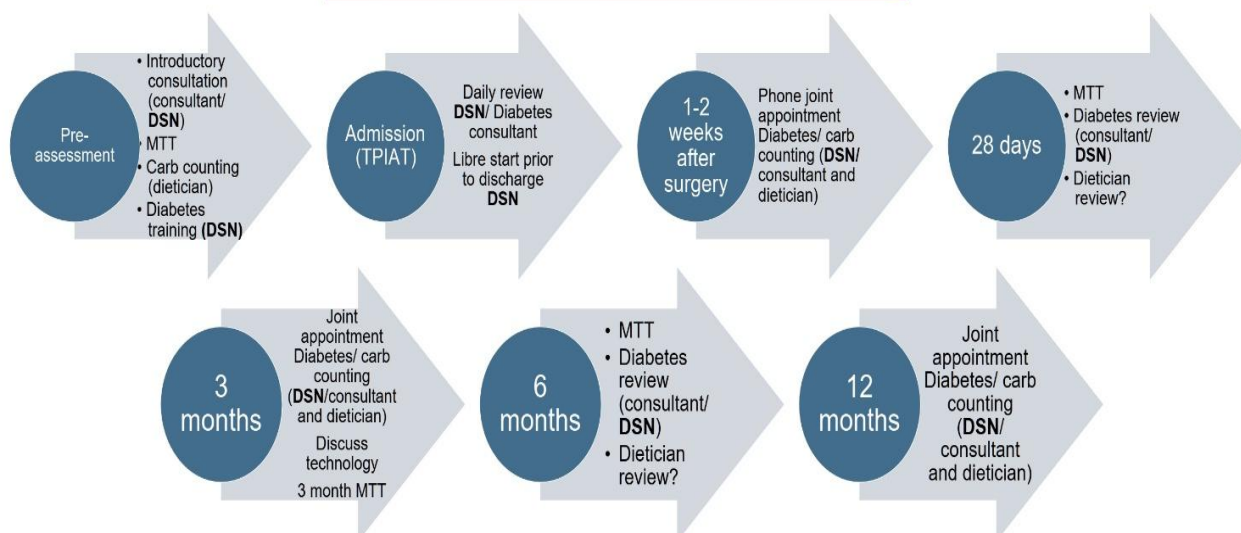 Pre-
assessment
• Introductory
consultation
(consultant/
DSN)
• MTT
• Carb counting
(dietician)
• Diabetes
training (DSN)
Admission
(TPIAT)
Daily review
DSN/ Diabetes
consultant
Libre start prior
to discharge
DSN
1-2
weeks
after
surgery
Phone joint
appointment
Diabetes/ carb
counting (DSN/
consultant and
dietician)
28 days
• MTT
• Diabetes review
(consultant/
DSN)
• Dietician
review?
3
months
Joint
appointment
Diabetes/ carb
counting
(DSN/consultant
and dietician)
Discuss
technology
3 month MTT
6
months
• MTT
• Diabetes
review
(consultant/
DSN)
• Dietician
review?
12
months
Joint
appointment
Diabetes/ carb
counting
(DSN/
consultant
and dietician)